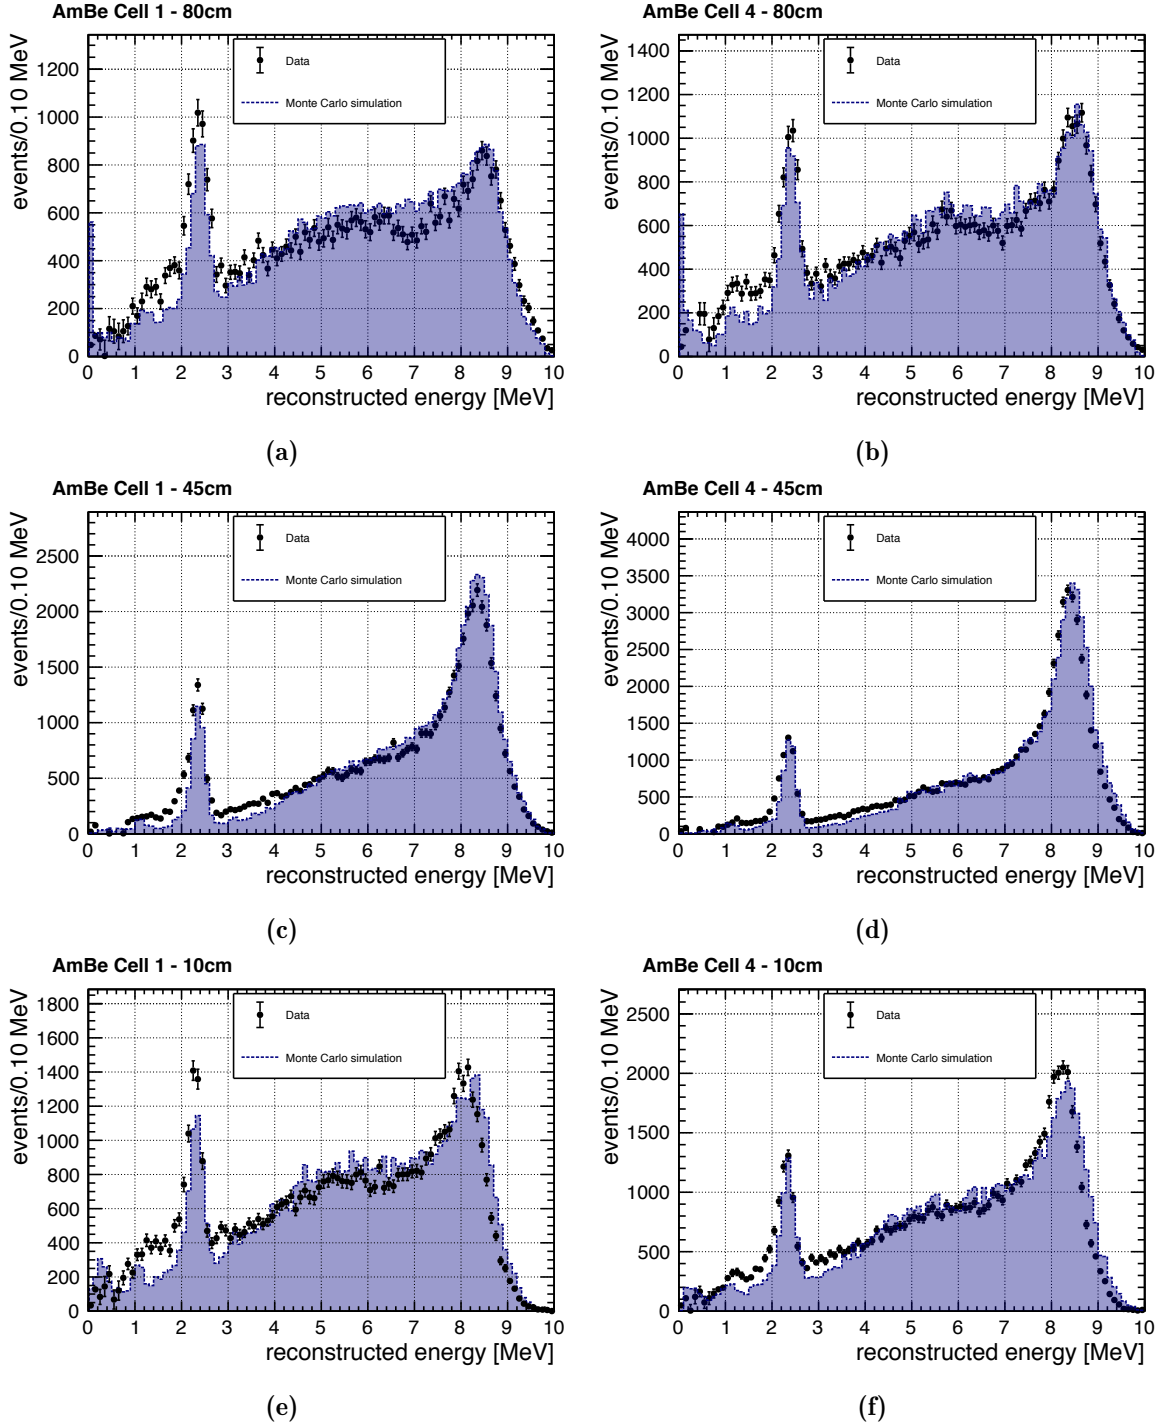 AmBe Cell 1 - 80cm
events/0.10 MeV
1200
1000
800
600
400
200
0
Data
Monte Carlo simulation
0 1 2 3 4 5 6 7 8 9 10
reconstructed energy [MeV]
(a)
AmBe Cell 4 - 80cm
events/0.10 MeV
1400
1200
1000
800
600
400
200
0
Data
Monte Carlo simulation
0 1 2 3 4 5 6 7 8 9 10
reconstructed energy [MeV]
(b)
AmBe Cell 1 - 45cm
events/0.10 MeV
2500
2000
1500
1000
500
0
Data
Monte Carlo simulation
0 1 2 3 4 5 6 7 8 9 10
reconstructed energy [MeV]
(c)
AmBe Cell 4 - 45cm
events/0.10 MeV
4000
3500
3000
2500
2000
1500
1000
500
0
Data
Monte Carlo simulation
0 1 2 3 4 5 6 7 8 9 10
reconstructed energy [MeV]
(d)
AmBe Cell 1 - 10cm
events/0.10 MeV
1800
1600
1400
1200
1000
800
600
400
200
0
Data
Monte Carlo simulation
0 1 2 3 4 5 6 7 8 9 10
reconstructed energy [MeV]
(e)
AmBe Cell 4 - 10cm
events/0.10 MeV
2500
2000
1500
1000
500
0
Data
Monte Carlo simulation
0 1 2 3 4 5 6 7 8 9 10
reconstructed energy [MeV]
(f)